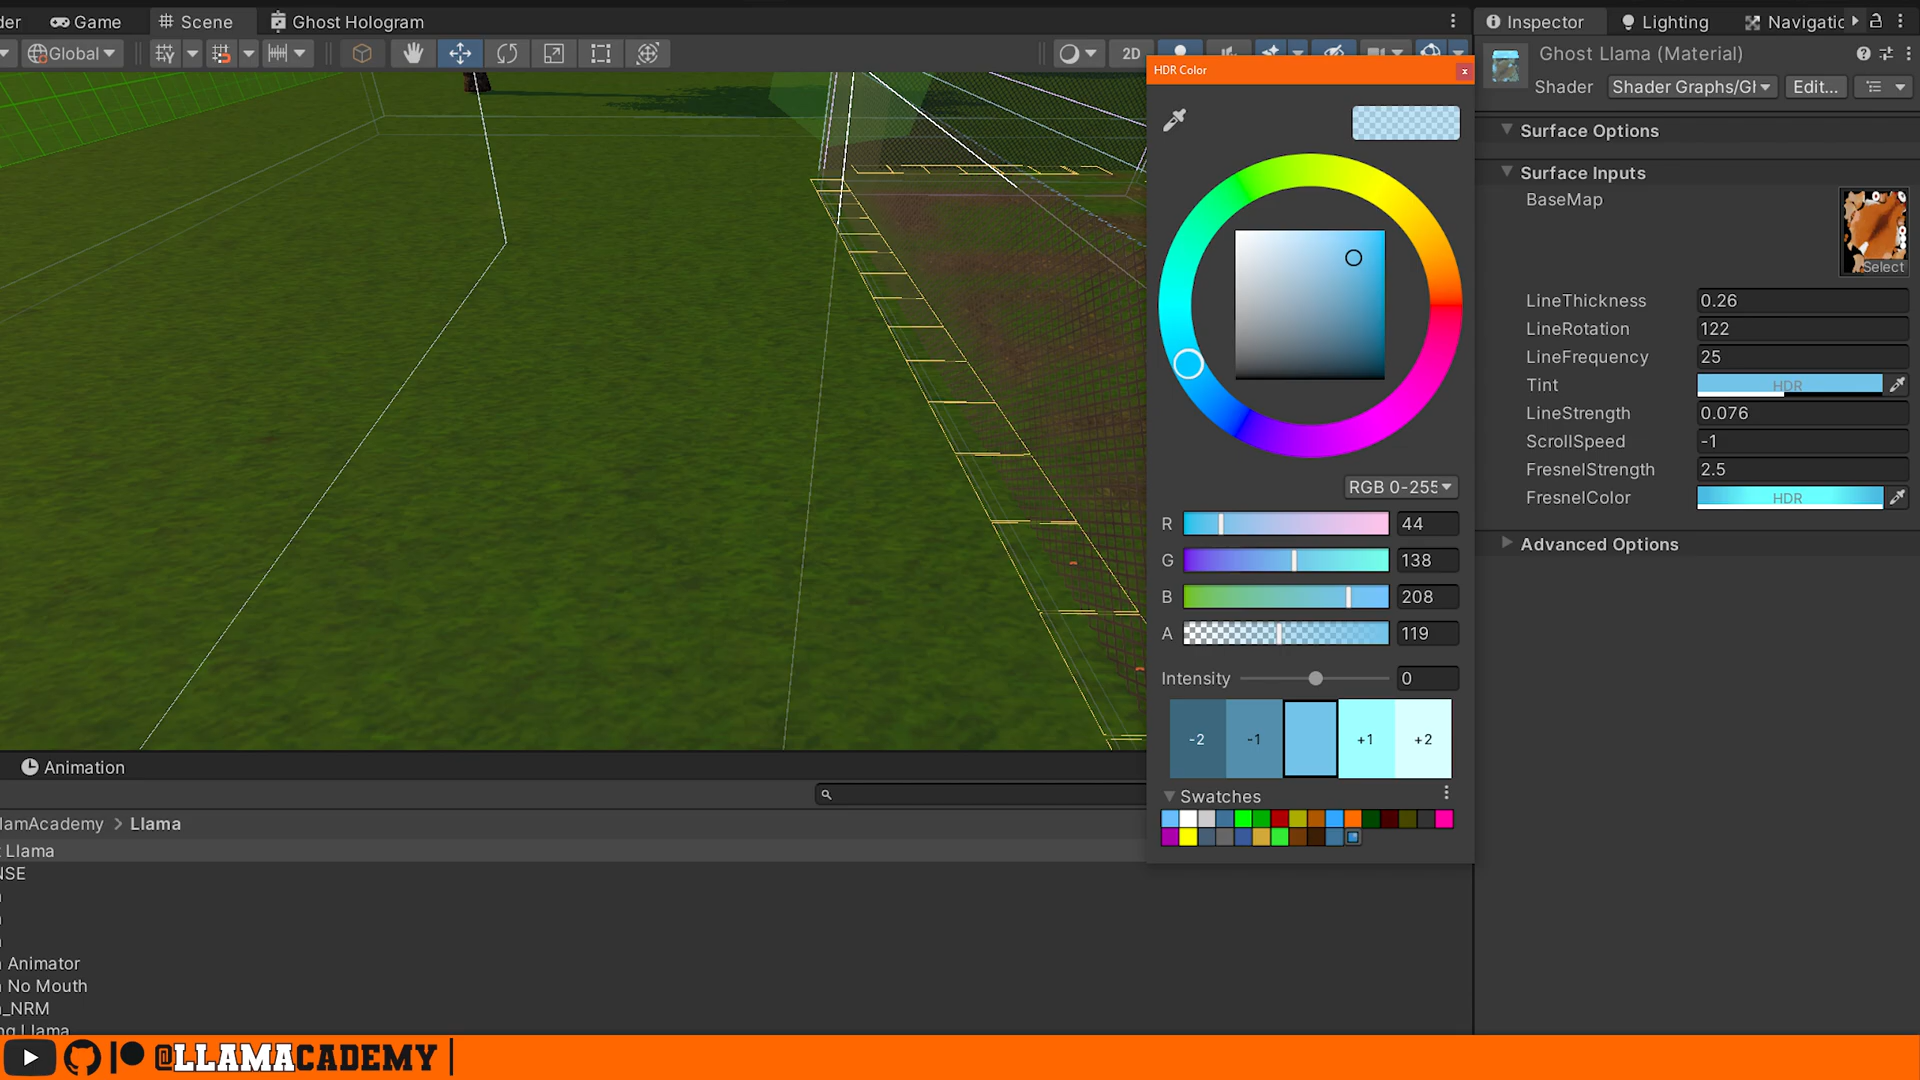 der Game Scene Ghost Hologram
Inspector Lighting Navigatic
Global 2D
HDR Color
Ghost Llama (Material)
Shader Shader Graphs/Gl Edit...
Surface Options
Surface Inputs
BaseMap
Select
LineThickness 0.26
LineRotation 122
LineFrequency 25
Tint HDR
LineStrength 0.076
ScrollSpeed -1
FresnelStrength 2.5
FresnelColor HDR
Advanced Options
RGB 0-255
R 44
G 138
B 208
A 119
Intensity 0
-2 -1 +1 +2
Swatches
Animation
lamAcademy > Llama
t Llama
NSE
Animator
No Mouth
_NRM
ng Llama
@LLAMACADEMY